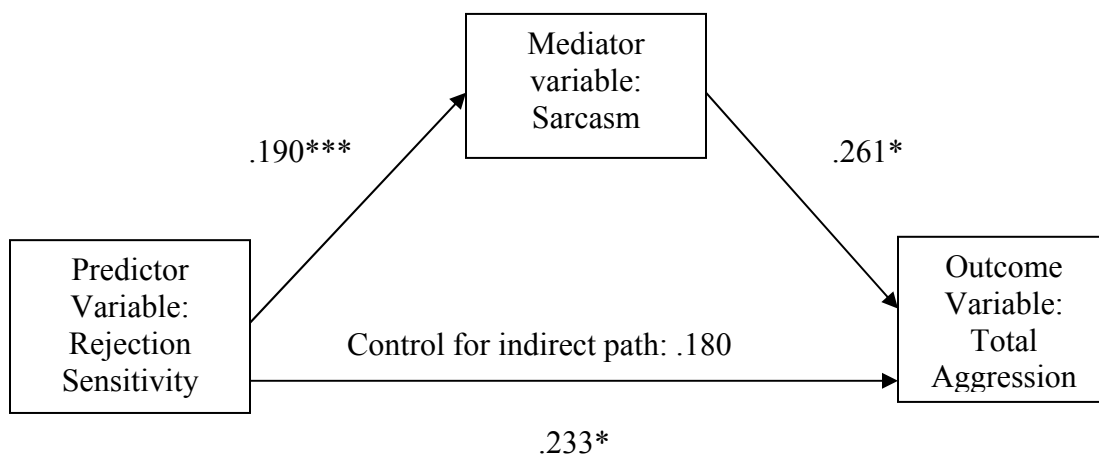 Mediator
variable:
Sarcasm
.190***
.261*
Predictor
Variable:
Rejection
Sensitivity
Control for indirect path: .180
Outcome
Variable:
Total
Aggression
.233*